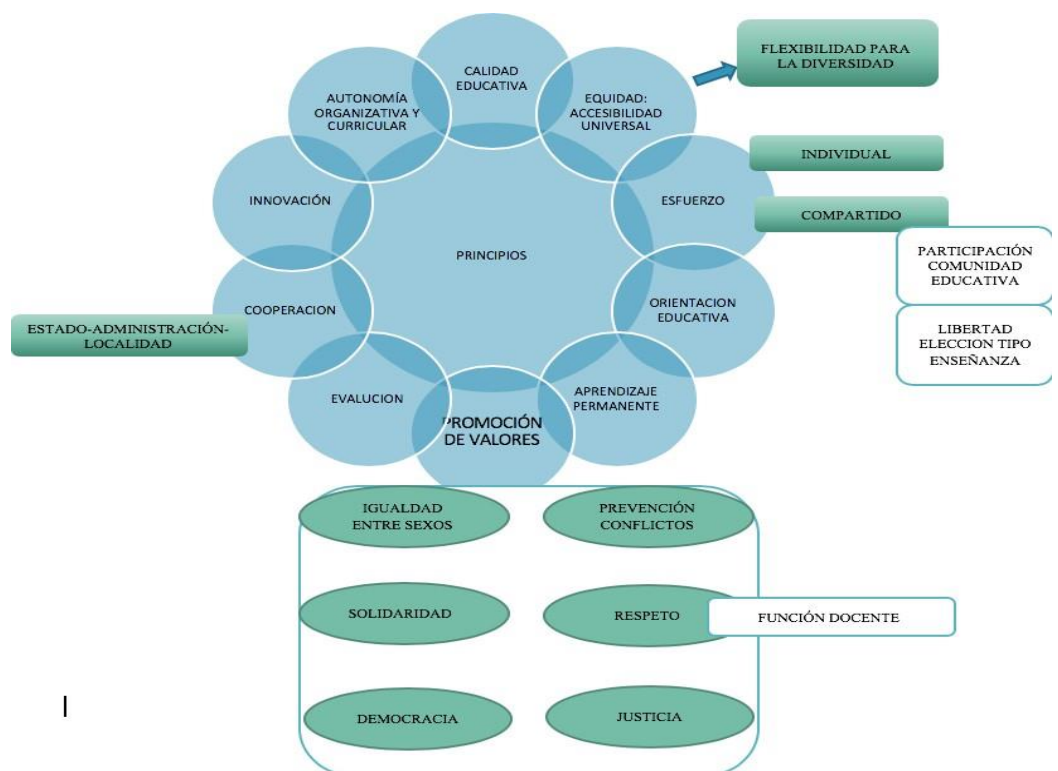 CALIDAD
EDUCATIVA
EQUIDAD:
ACCESIBILIDAD
UNIVERSAL
FLEXIBILIDAD PARA
LA DIVERSIDAD
AUTONOMÍA
ORGANIZATIVA Y
CURRICULAR
INDIVIDUAL
INNOVACIÓN
ESFUERZO
COMPARTIDO
PRINCIPIOS
PARTICIPACIÓN
COMUNIDAD
EDUCATIVA
COOPERACION
ORIENTACION
EDUCATIVA
ESTADO-ADMINISTRACIÓN-
LOCALIDAD
LIBERTAD
ELECCION TIPO
ENSEÑANZA
EVALUCION
APRENDIZAJE
PERMANENTE
PROMOCIÓN
DE VALORES
IGUALDAD
ENTRE SEXOS
PREVENCIÓN
CONFLICTOS
SOLIDARIDAD
RESPETO
FUNCIÓN DOCENTE
DEMOCRACIA
JUSTICIA